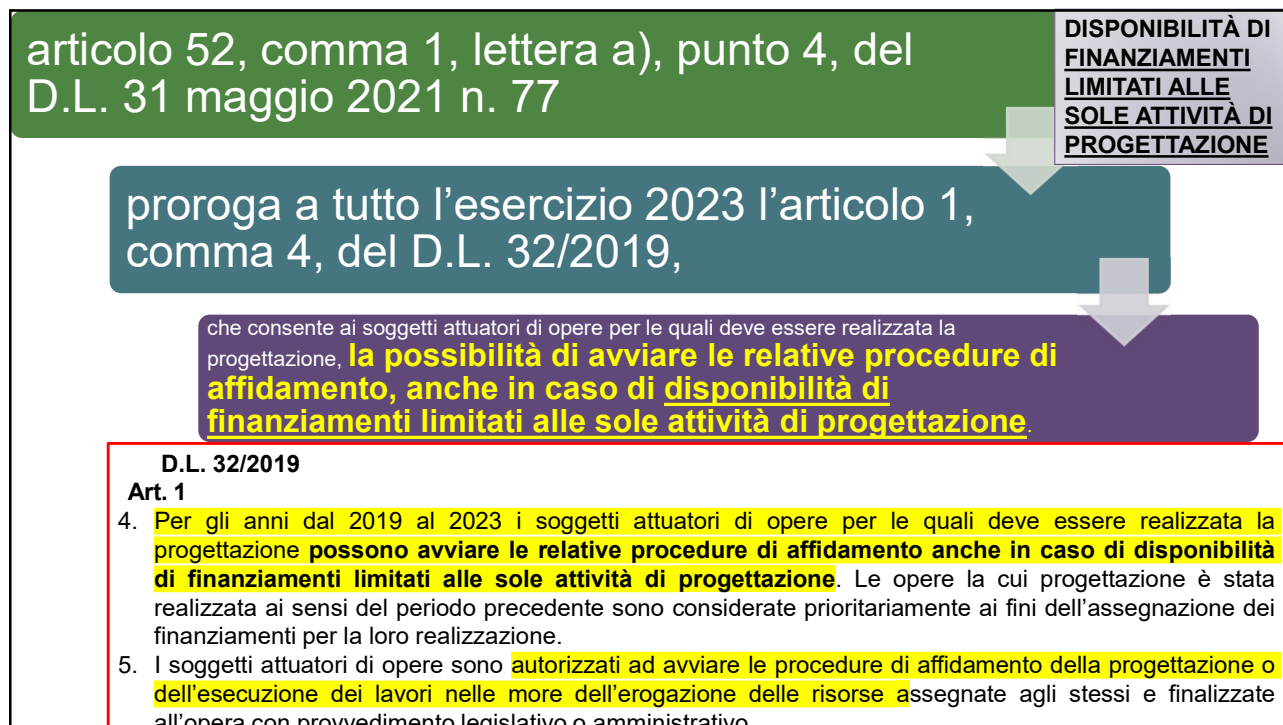 articolo 52, comma 1, lettera a), punto 4, del
D.L. 31 maggio 2021 n. 77
DISPONIBILITÀ DI
FINANZIAMENTI
LIMITATI ALLE
SOLE ATTIVITÀ DI
PROGETTAZIONE
proroga a tutto l’esercizio 2023 l’articolo 1,
comma 4, del D.L. 32/2019,
che consente ai soggetti attuatori di opere per le quali deve essere realizzata la
progettazione, la possibilità di avviare le relative procedure di
affidamento, anche in caso di disponibilità di
finanziamenti limitati alle sole attività di progettazione.
D.L. 32/2019
Art. 1
4. Per gli anni dal 2019 al 2023 i soggetti attuatori di opere per le quali deve essere realizzata la
progettazione possono avviare le relative procedure di affidamento anche in caso di disponibilità
di finanziamenti limitati alle sole attività di progettazione. Le opere la cui progettazione è stata
realizzata ai sensi del periodo precedente sono considerate prioritariamente ai fini dell’assegnazione dei
finanziamenti per la loro realizzazione.
5. I soggetti attuatori di opere sono autorizzati ad avviare le procedure di affidamento della progettazione o
dell’esecuzione dei lavori nelle more dell’erogazione delle risorse assegnate agli stessi e finalizzate
all’opera con provvedimento legislativo o amministrativo.